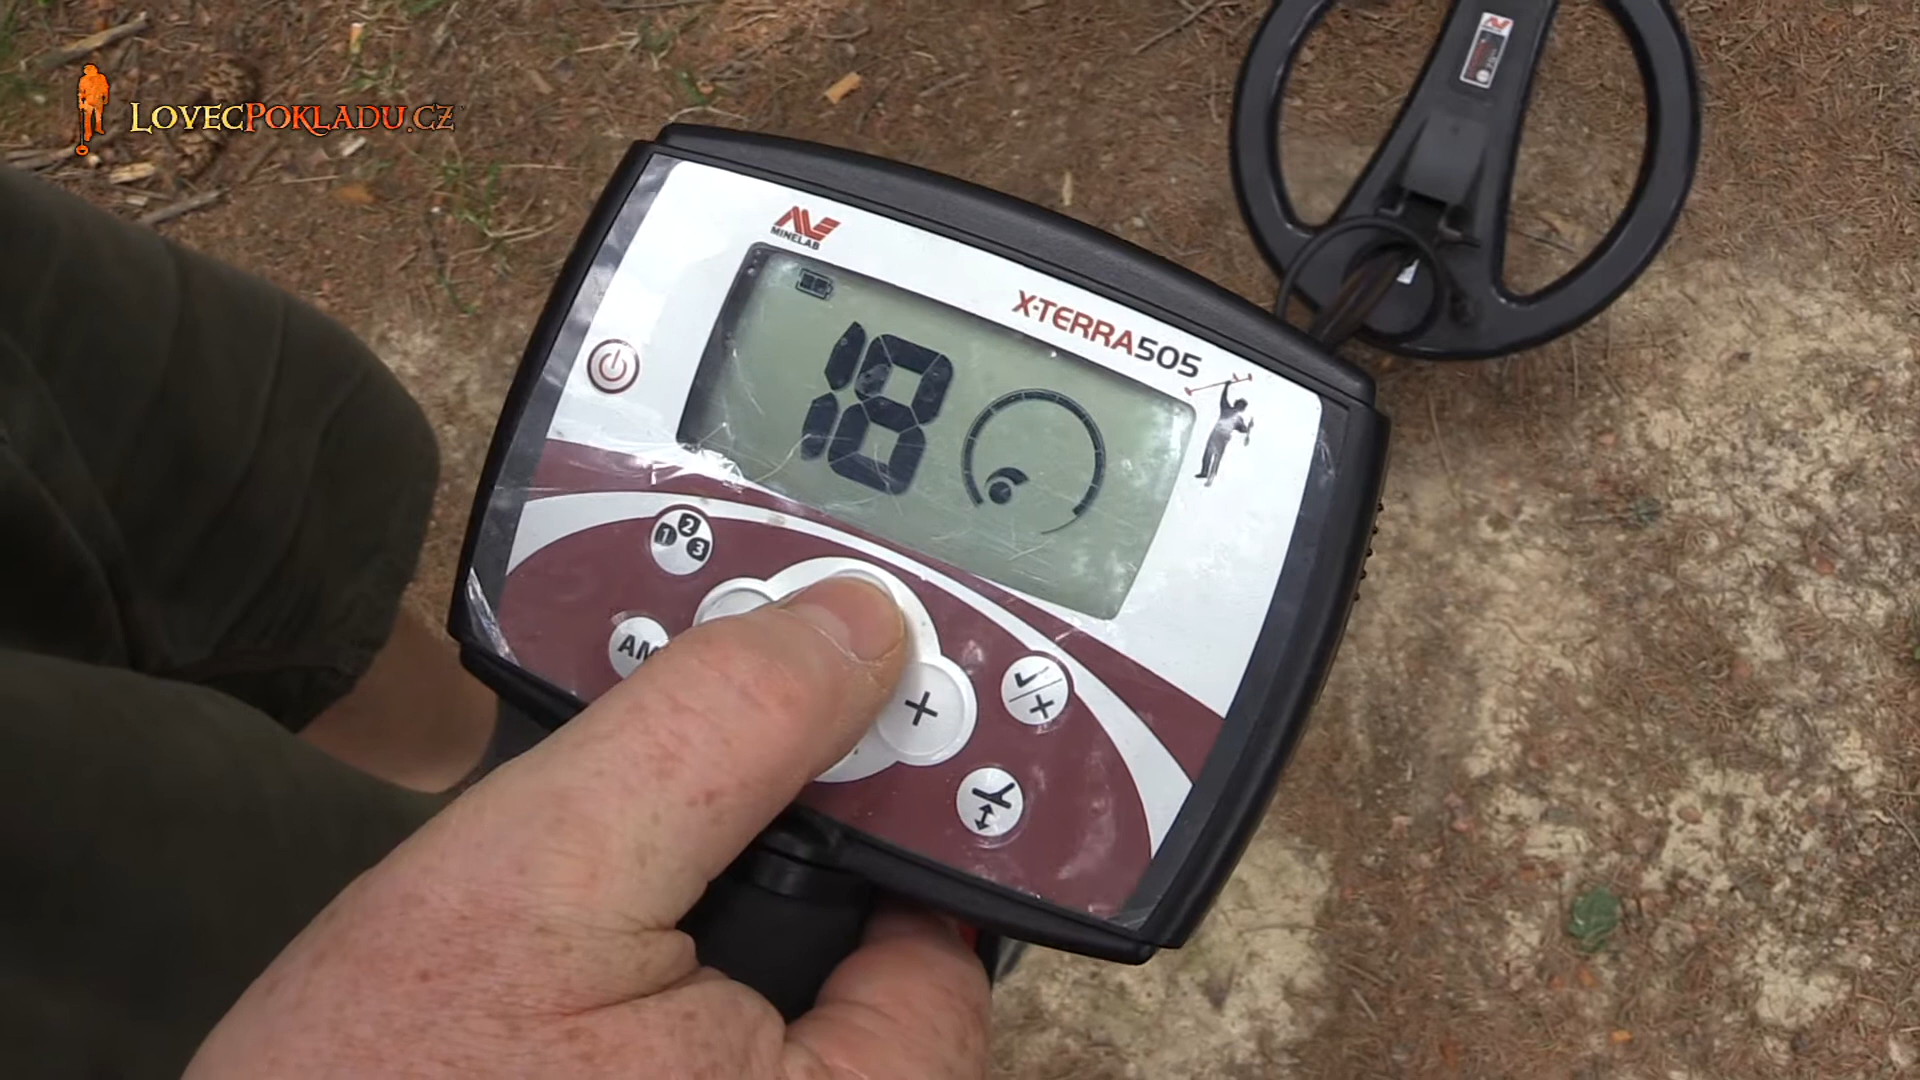 LovecPokladu.cz
MINELAB
X-TERRA505
18
1 2 3
+